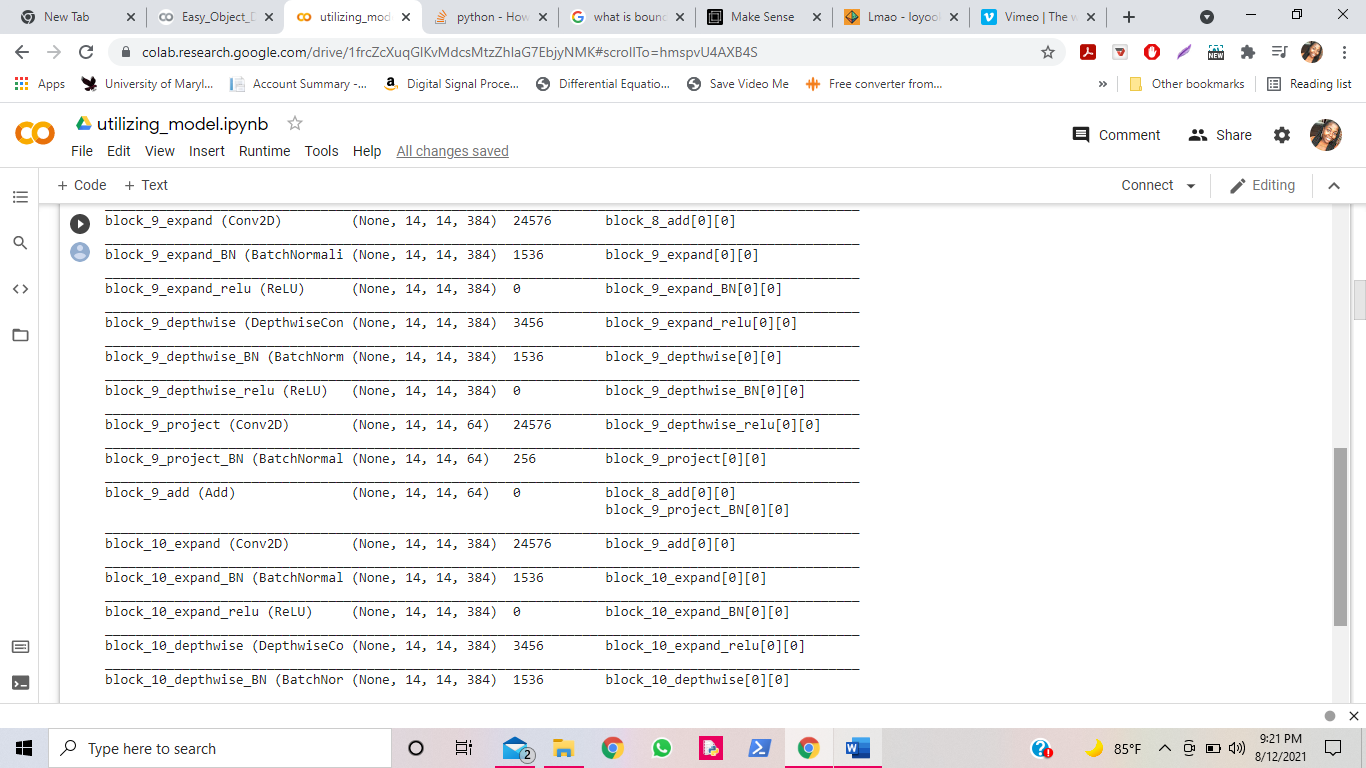 New Tab
Easy_Object_D
utilizing_mod
python - How
what is boun
Make Sense
Lmao - loyoo
Vimeo | The w
colab.research.google.com/drive/1frcZcXuqGlKvMdcsMtzZhlaG7EbjyNMK#scrollTo=hmspvU4AXB4S
NEW
Apps
University of Maryl...
Account Summary -...
Digital Signal Proce...
Differential Equatio...
Save Video Me
Free converter from...
»
Other bookmarks
Reading list
utilizing_model.ipynb
Comment
Share
File Edit View Insert Runtime Tools Help All changes saved
+ Code + Text
Connect
Editing
block_9_expand (Conv2D) (None, 14, 14, 384) 24576 block_8_add[0][0]
block_9_expand_BN (BatchNormali (None, 14, 14, 384) 1536 block_9_expand[0][0]
block_9_expand_relu (ReLU) (None, 14, 14, 384) 0 block_9_expand_BN[0][0]
block_9_depthwise (DepthwiseCon (None, 14, 14, 384) 3456 block_9_expand_relu[0][0]
block_9_depthwise_BN (BatchNorm (None, 14, 14, 384) 1536 block_9_depthwise[0][0]
block_9_depthwise_relu (ReLU) (None, 14, 14, 384) 0 block_9_depthwise_BN[0][0]
block_9_project (Conv2D) (None, 14, 14, 64) 24576 block_9_depthwise_relu[0][0]
block_9_project_BN (BatchNormal (None, 14, 14, 64) 256 block_9_project[0][0]
block_9_add (Add) (None, 14, 14, 64) 0 block_8_add[0][0]
block_9_project_BN[0][0]
block_10_expand (Conv2D) (None, 14, 14, 384) 24576 block_9_add[0][0]
block_10_expand_BN (BatchNormal (None, 14, 14, 384) 1536 block_10_expand[0][0]
block_10_expand_relu (ReLU) (None, 14, 14, 384) 0 block_10_expand_BN[0][0]
block_10_depthwise (DepthwiseCo (None, 14, 14, 384) 3456 block_10_expand_relu[0][0]
block_10_depthwise_BN (BatchNor (None, 14, 14, 384) 1536 block_10_depthwise[0][0]
Type here to search
2
85°F
9:21 PM
8/12/2021